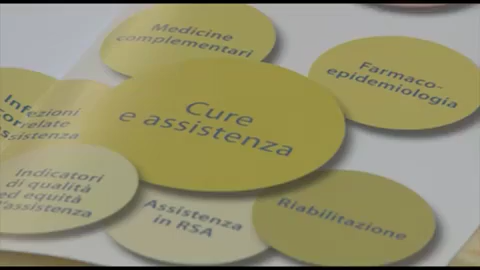 Medicine
complementari
Farmaco-
epidemiologia
Cure
e assistenza
Infezioni
correlate
assistenza
Indicatori
di qualità
ed equità
d'assistenza
Assistenza
in RSA
Riabilitazione